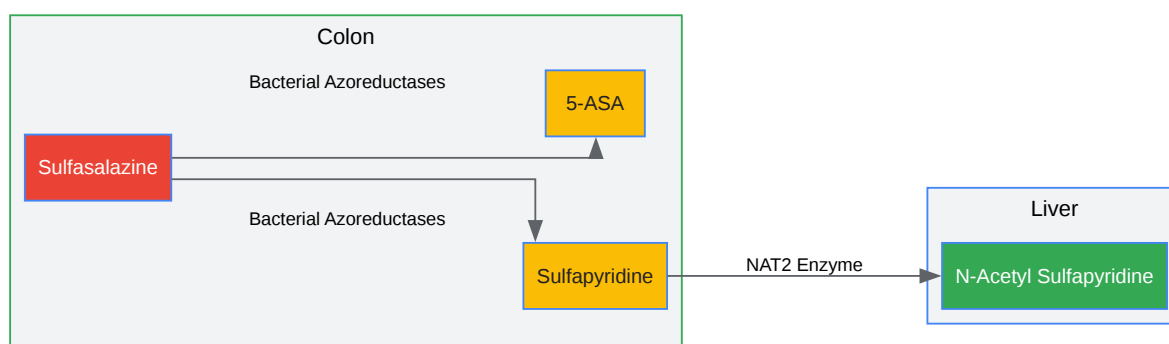 Colon
Bacterial Azoreductases
5-ASA
Sulfasalazine
Bacterial Azoreductases
Sulfapyridine
NAT2 Enzyme
Liver
N-Acetyl Sulfapyridine